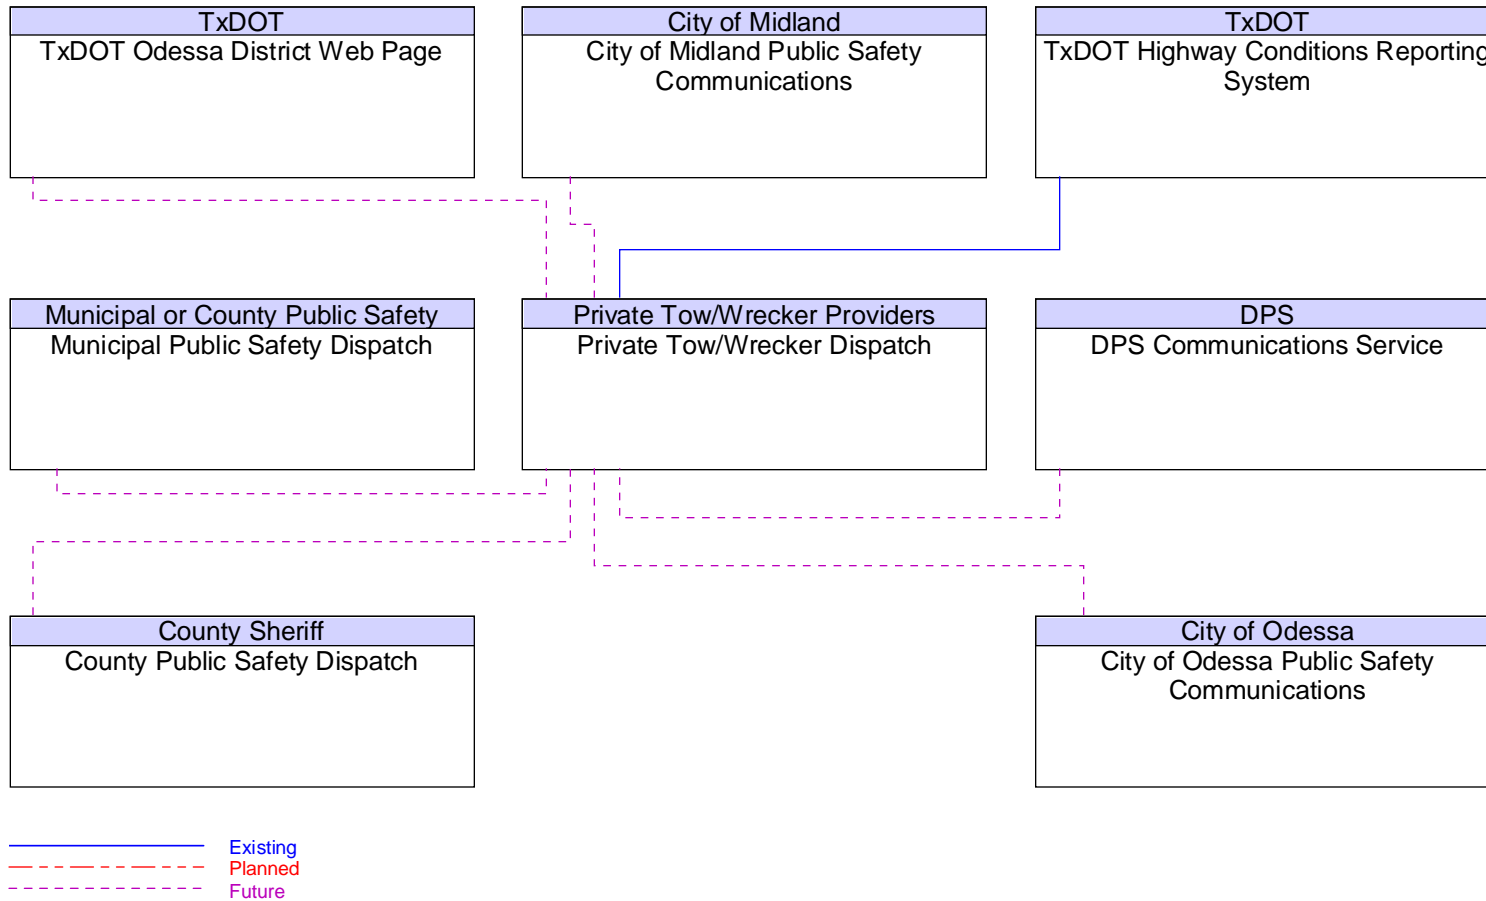 TxDOT
TxDOT Odessa District Web Page
City of Midland
City of Midland Public Safety
Communications
TxDOT
TxDOT Highway Conditions Reporting
System
Municipal or County Public Safety
Municipal Public Safety Dispatch
Private Tow/Wrecker Providers
Private Tow/Wrecker Dispatch
DPS
DPS Communications Service
County Sheriff
County Public Safety Dispatch
City of Odessa
City of Odessa Public Safety
Communications
Existing
Planned
Future